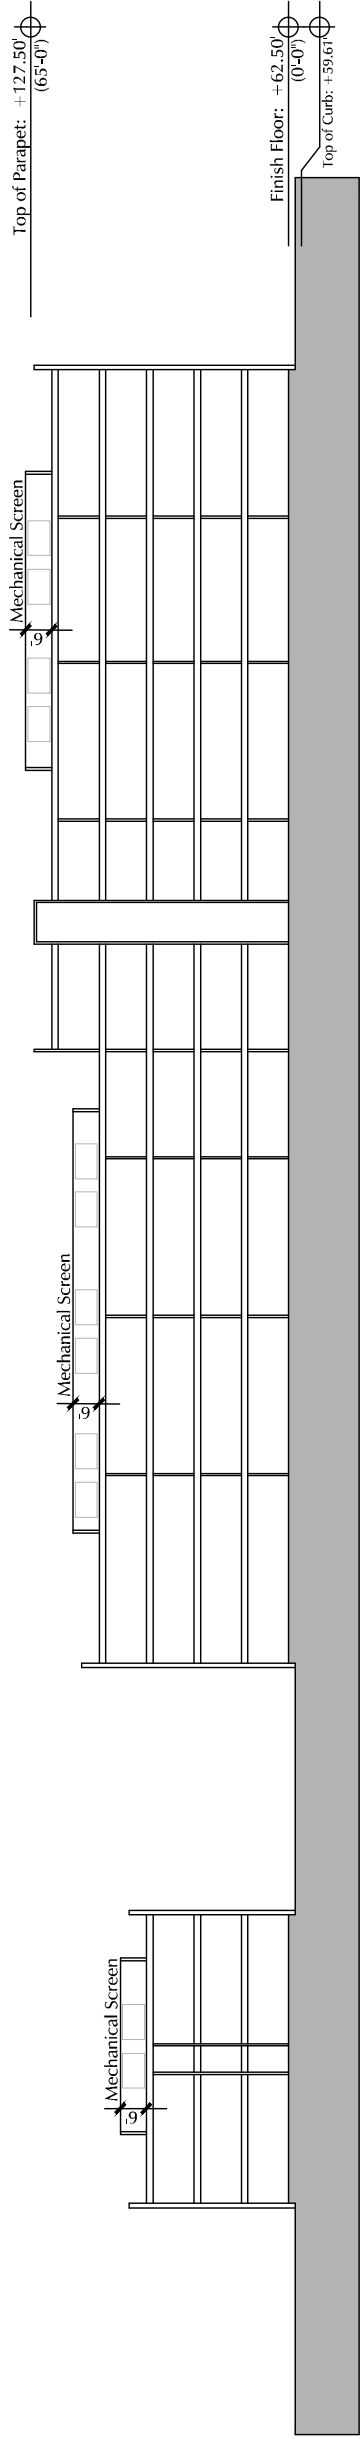 Top of Parapet: +127.50'
(65'-0")
Finish Floor: +62.50'
(0'-0")
Top of Curb: +59.61'
Mechanical Screen
6'
Mechanical Screen
6'
Mechanical Screen
6'